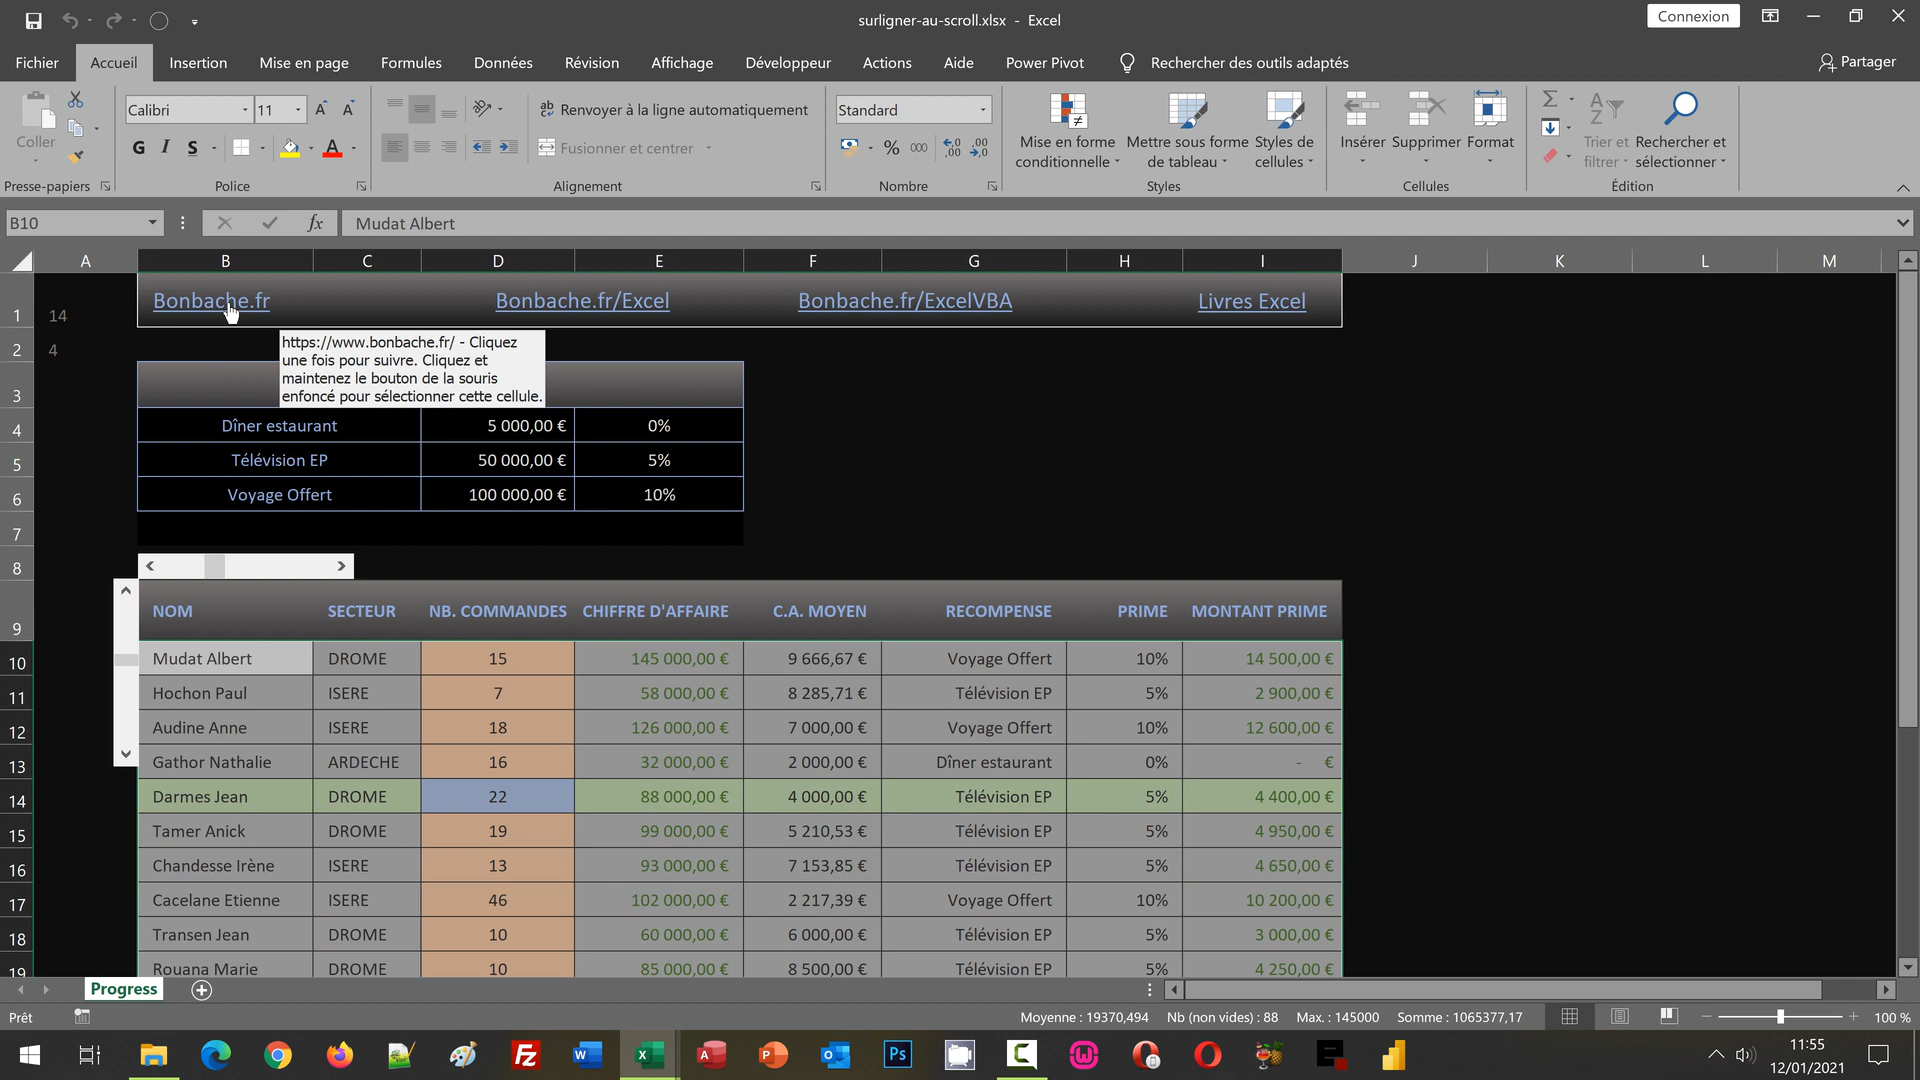 surligner-au-scroll.xlsx - Excel
Connexion
Fichier Accueil Insertion Mise en page Formules Données Révision Affichage Développeur Actions Aide Power Pivot Rechercher des outils adaptés Partager
Coller
Calibri 11
Renvoyer à la ligne automatiquement
Standard
G I S
Fusionner et centrer
% 000
Mise en forme conditionnelle
Mettre sous forme de tableau
Styles de cellules
Insérer Supprimer Format
Trier et filtrer
Rechercher et sélectionner
Presse-papiers Police Alignement Nombre Styles Cellules Édition
B10 fx Mudat Albert
A B C D E F G H I J K L M
1 14 Bonbache.fr Bonbache.fr/Excel Bonbache.fr/ExcelVBA Livres Excel
2 4
https://www.bonbache.fr/ - Cliquez
une fois pour suivre. Cliquez et
maintenez le bouton de la souris
enfoncé pour sélectionner cette cellule.
3
4 Dîner estaurant 5 000,00 € 0%
5 Télévision EP 50 000,00 € 5%
6 Voyage Offert 100 000,00 € 10%
7
8
9 NOM SECTEUR NB. COMMANDES CHIFFRE D'AFFAIRE C.A. MOYEN RECOMPENSE PRIME MONTANT PRIME
10 Mudat Albert DROME 15 145 000,00 € 9 666,67 € Voyage Offert 10% 14 500,00 €
11 Hochon Paul ISERE 7 58 000,00 € 8 285,71 € Télévision EP 5% 2 900,00 €
12 Audine Anne ISERE 18 126 000,00 € 7 000,00 € Voyage Offert 10% 12 600,00 €
13 Gathor Nathalie ARDECHE 16 32 000,00 € 2 000,00 € Dîner estaurant 0% - €
14 Darmes Jean DROME 22 88 000,00 € 4 000,00 € Télévision EP 5% 4 400,00 €
15 Tamer Anick DROME 19 99 000,00 € 5 210,53 € Télévision EP 5% 4 950,00 €
16 Chandesse Irène ISERE 13 93 000,00 € 7 153,85 € Télévision EP 5% 4 650,00 €
17 Cacelane Etienne ISERE 46 102 000,00 € 2 217,39 € Voyage Offert 10% 10 200,00 €
18 Transen Jean DROME 10 60 000,00 € 6 000,00 € Télévision EP 5% 3 000,00 €
19 Rouana Marie DROME 10 85 000,00 € 8 500,00 € Télévision EP 5% 4 250,00 €
Progress
Prêt Moyenne : 19370,494 Nb (non vides) : 88 Max. : 145000 Somme : 1065377,17 100 %
11:55
12/01/2021